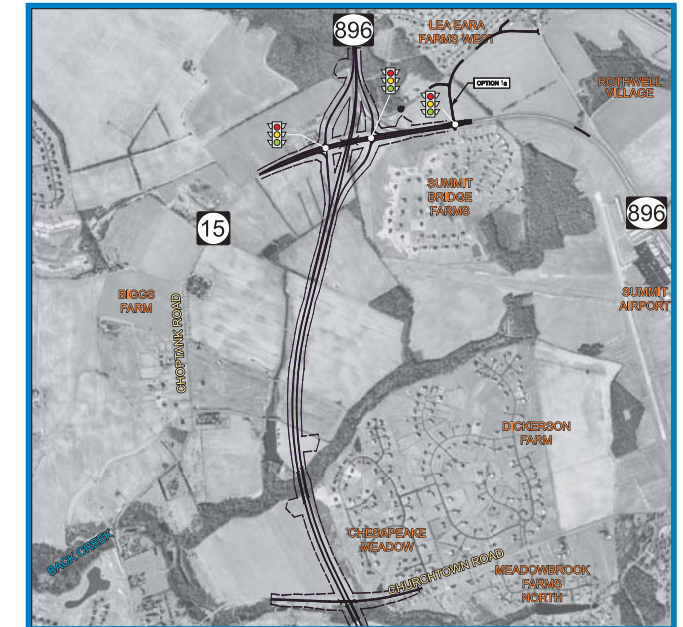 896
LEA EARA
FARMS WEST
OPTION 1a
ROTHWELL
VILLAGE
SUMMIT
BRIDGE
FARMS
896
15
BIGGS
FARM
CHOPTANK ROAD
SUMMIT
AIRPORT
DICKERSON
FARM
CHESAPEAKE
MEADOW
BACK CREEK
CHURCHTOWN ROAD
MEADOWBROOK
FARMS
NORTH